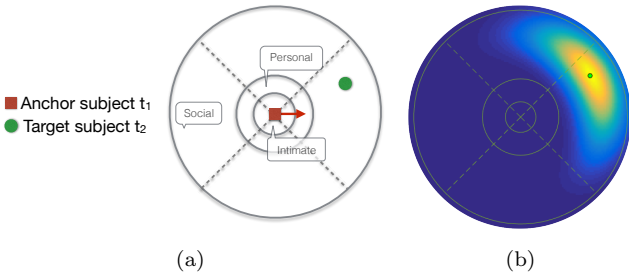 Anchor subject t1
Target subject t2
Personal
Social
Intimate
(a)
(b)